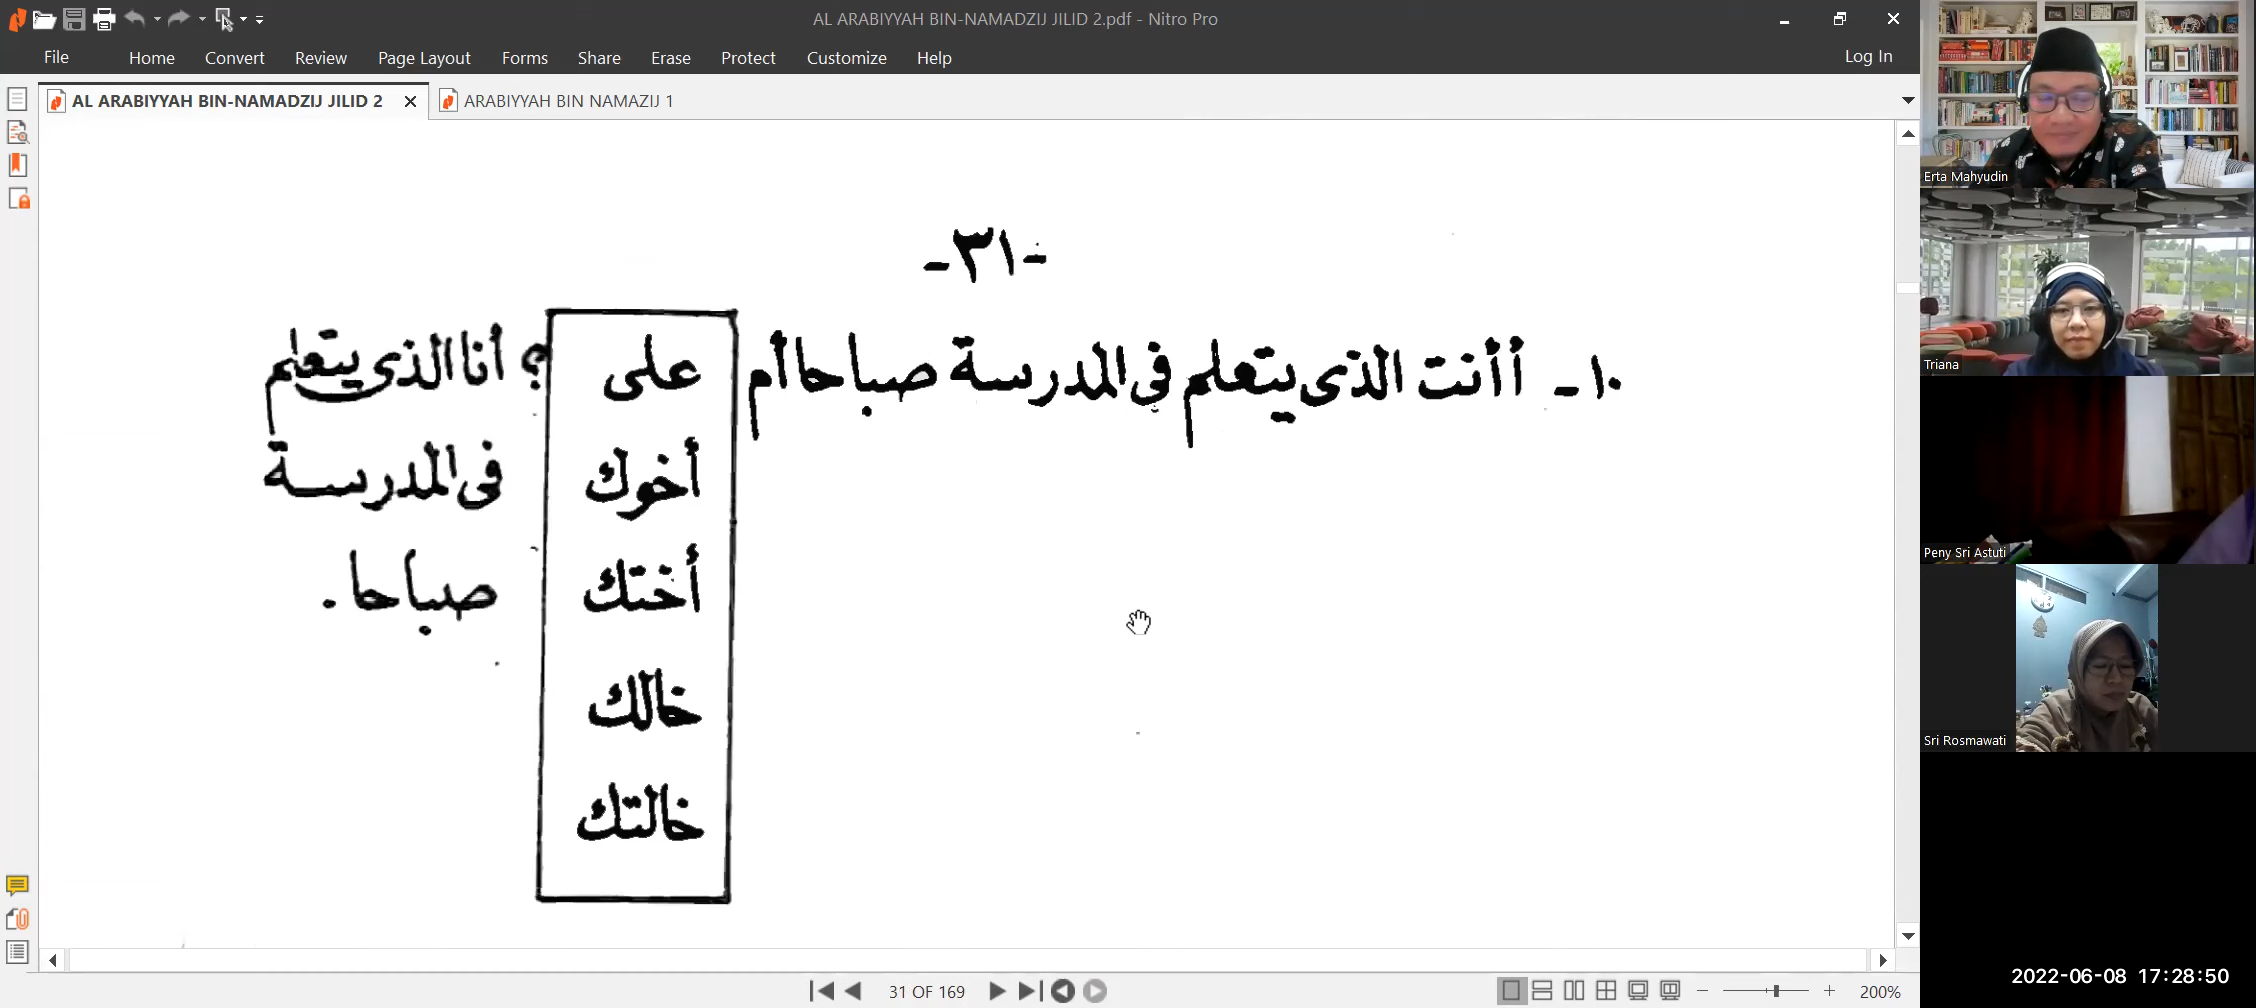 AL ARABIYYAH BIN-NAMADZIJ JILID 2.pdf - Nitro Pro
File Home Convert Review Page Layout Forms Share Erase Protect Customize Help Log In
AL ARABIYYAH BIN-NAMADZIJ JILID 2 ARABIYYAH BIN NAMAZIJ 1
-٣١-
١٠- أ أنت الذى يتعلم فى المدرسة صباحا أم على ؟ أنا الذى يتعلم
أخوك فى المدرسة
أختك صباحا.
خالك
خالتك
Erta Mahyudin
Triana
Peny Sri Astuti
Sri Rosmawati
2022-06-08 17:28:50
31 OF 169 200%